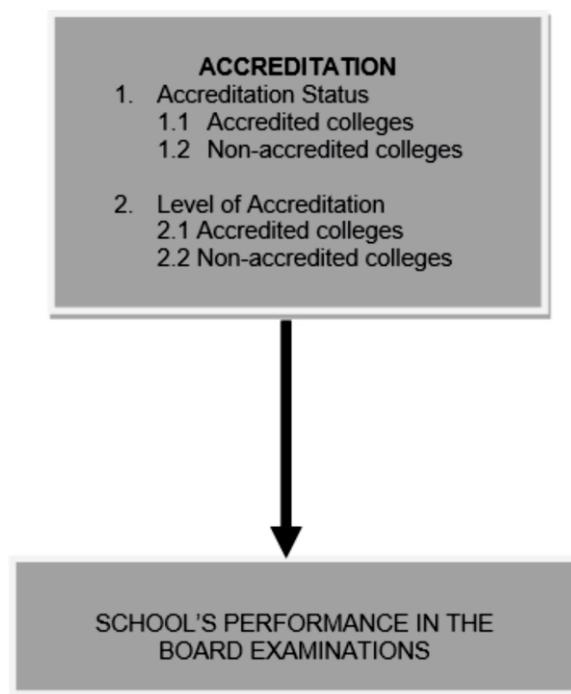 ACCREDITATION
1. Accreditation Status
1.1 Accredited colleges
1.2 Non-accredited colleges
2. Level of Accreditation
2.1 Accredited colleges
2.2 Non-accredited colleges
SCHOOL'S PERFORMANCE IN THE
BOARD EXAMINATIONS